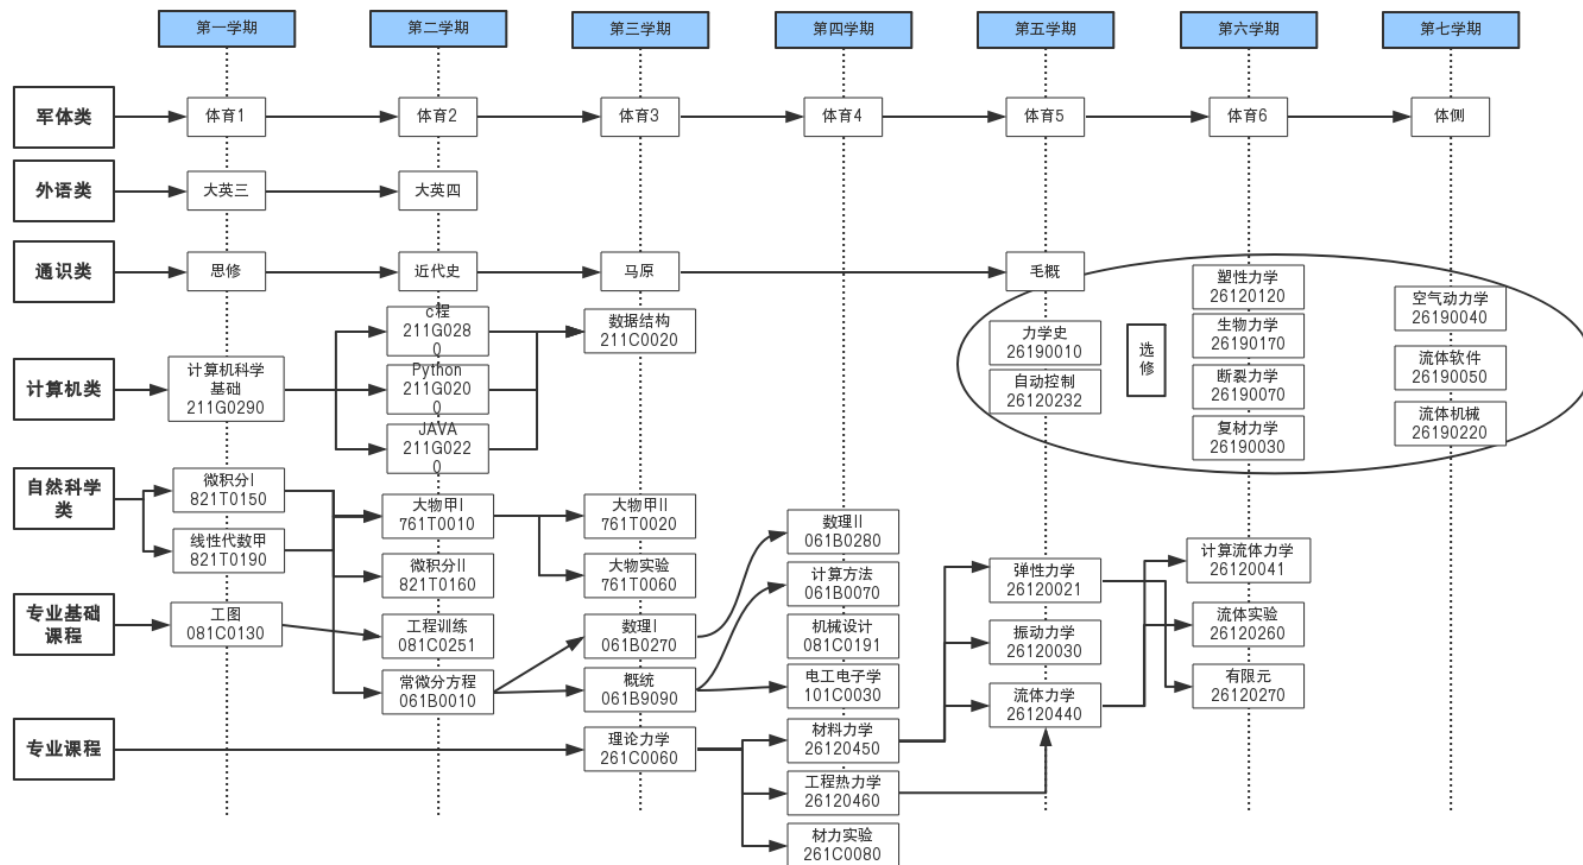 第一学期
第二学期
第三学期
第四学期
第五学期
第六学期
第七学期
军体类
体育1
体育2
体育3
体育4
体育5
体育6
体侧
外语类
大英三
大英四
通识类
思修
近代史
马原
毛概
计算机类
计算机科学
基础
211G0290
c程
211G028
0
Python
211G020
0
JAVA
211G022
0
数据结构
211C0020
力学史
26190010
自动控制
26120232
选
修
塑性力学
26120120
生物力学
26190170
断裂力学
26190070
复材力学
26190030
空气动力学
26190040
流体软件
26190050
流体机械
26190220
自然科学
类
微积分I
821T0150
线性代数甲
821T0190
大物甲I
761T0010
微积分II
821T0160
大物甲II
761T0020
大物实验
761T0060
数理II
061B0280
计算方法
061B0070
专业基础
课程
工图
081C0130
工程训练
081C0251
常微分方程
061B0010
数理I
061B0270
概统
061B9090
机械设计
081C0191
电工电子学
101C0030
弹性力学
26120021
振动力学
26120030
流体力学
26120440
计算流体力学
26120041
流体实验
26120260
有限元
26120270
专业课程
理论力学
261C0060
材料力学
26120450
工程热力学
26120460
材力实验
261C0080